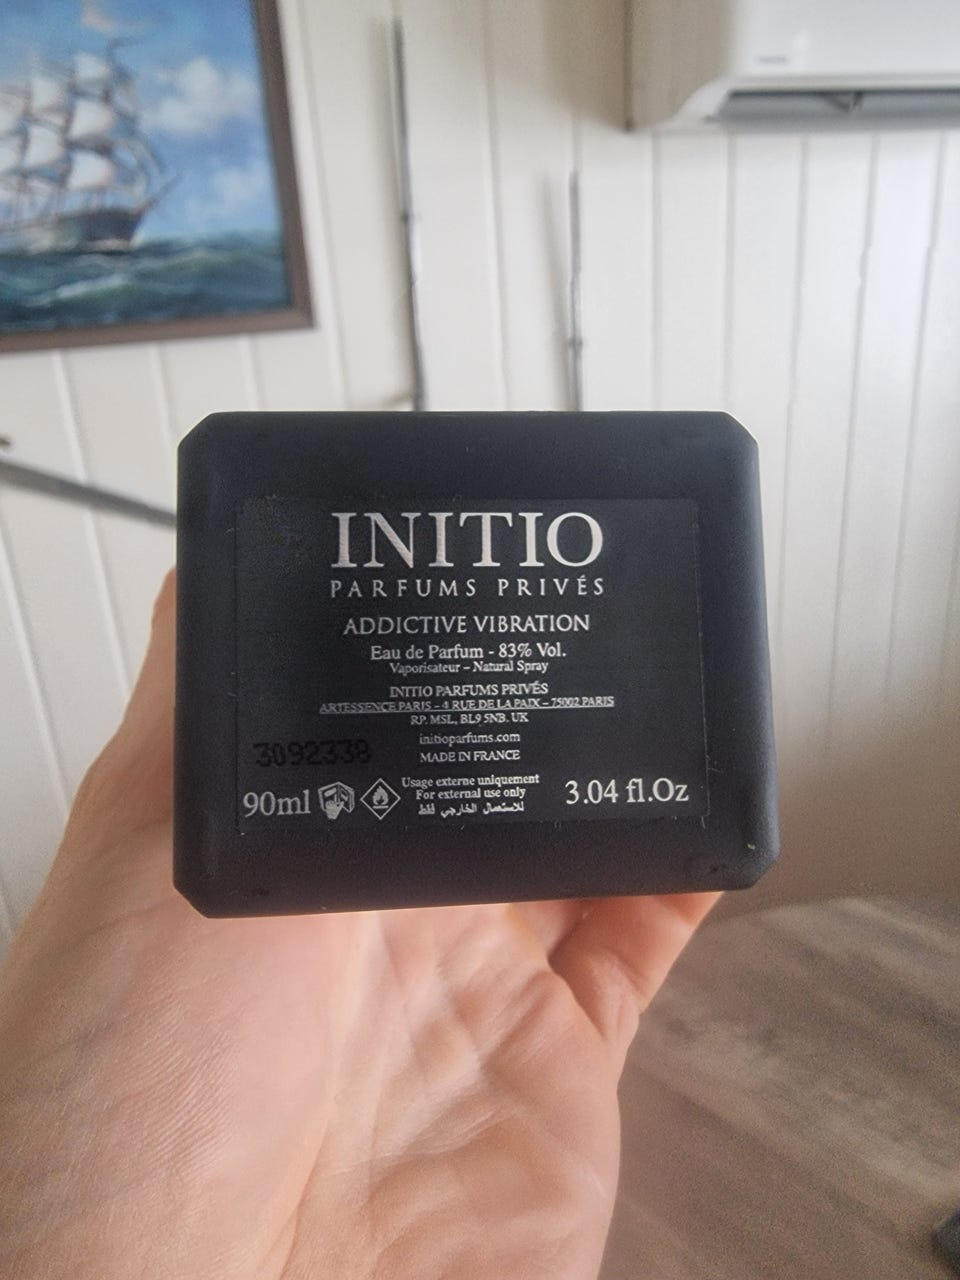 INITIO
PARFUMS PRIVÉS
ADDICTIVE VIBRATION
Eau de Parfum - 83% Vol.
Vaporisateur – Natural Spray
INITIO PARFUMS PRIVÉS
ARTESSENCE PARIS – 4 RUE DE LA PAIX – 75002 PARIS
RP. MSL, BL9 5NB. UK
initioparfums.com
MADE IN FRANCE
3092338
Usage externe uniquement
For external use only
للاستعمال الخارجي فقط
90ml
3.04 fl.Oz